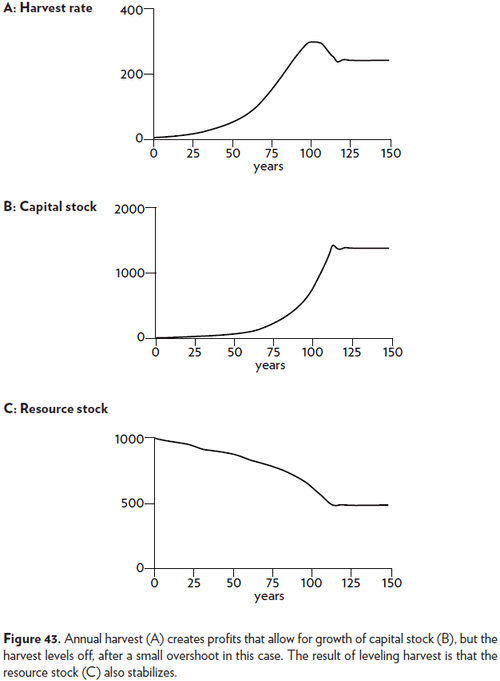 A: Harvest rate
400
200
0
0 25 50 75 100 125 150
years
B: Capital stock
2000
1000
0
0 25 50 75 100 125 150
years
C: Resource stock
1000
500
0
0 25 50 75 100 125 150
years
Figure 43. Annual harvest (A) creates profits that allow for growth of capital stock (B), but the
harvest levels off, after a small overshoot in this case. The result of leveling harvest is that the
resource stock (C) also stabilizes.